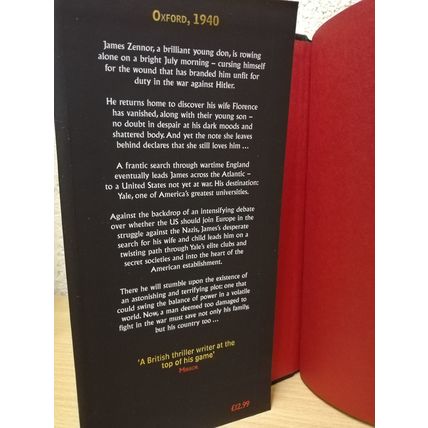 OXFORD, 1940
James Zennor, a brilliant young don, is rowing
alone on a bright July morning – cursing himself
for the wound that has branded him unfit for
duty in the war against Hitler.
He returns home to discover his wife Florence
has vanished, along with their young son –
no doubt in despair at his dark moods and
shattered body. And yet the note she leaves
behind declares that she still loves him ...
A frantic search through wartime England
eventually leads James across the Atlantic –
to a United States not yet at war. His destination:
Yale, one of America's greatest universities.
Against the backdrop of an intensifying debate
over whether the US should join Europe in the
struggle against the Nazis, James's desperate
search for his wife and child leads him on a
twisting path through Yale's elite clubs and
secret societies and into the heart of the
American establishment.
There he will stumble upon the existence of
an astonishing and terrifying plot: one that
could swing the balance of power in a volatile
world. Now, a man deemed too damaged to
fight in the war must save not only his family,
but his country too ...
'A British thriller writer at the
top of his game'
MIRROR
£12.99